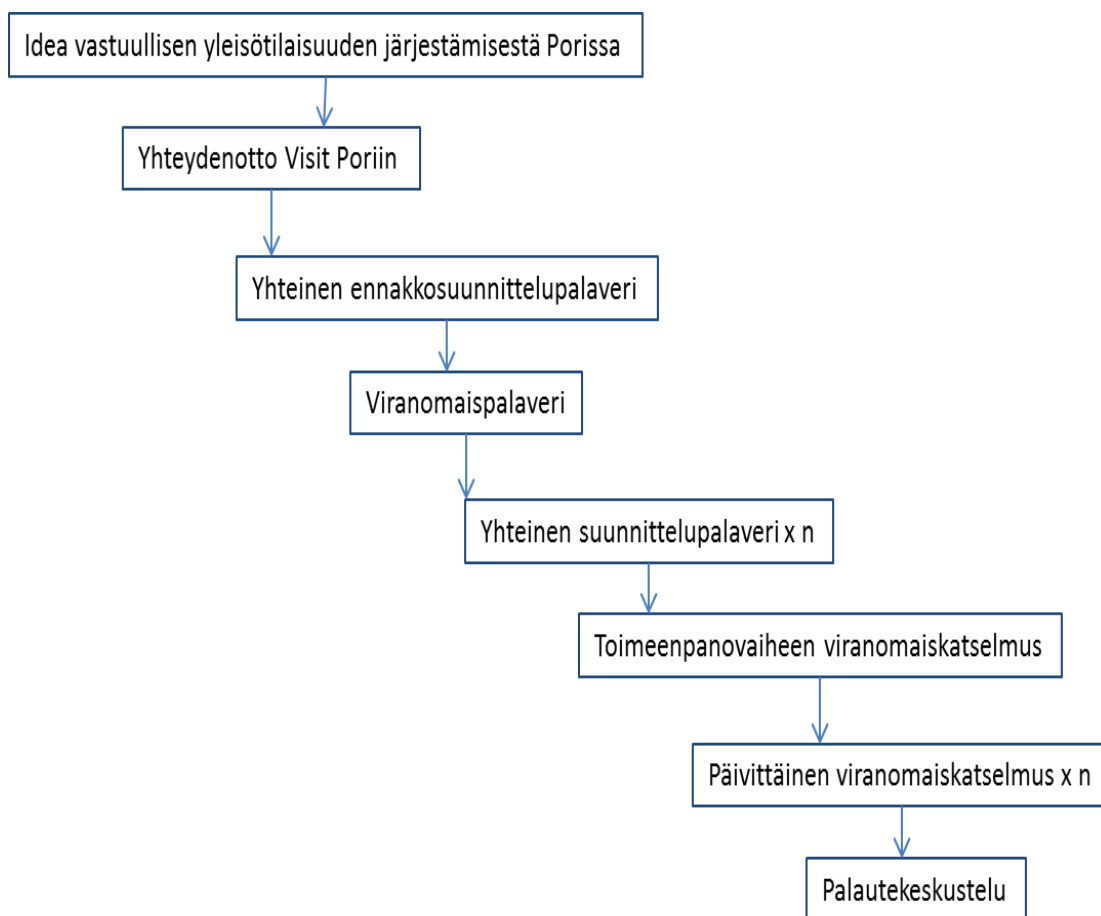 Idea vastuullisen yleisötilaisuuden järjestämisestä Porissa
Yhteydenotto Visit Poriin
Yhteinen ennakkosuunnittelupalaveri
Viranomaispalaveri
Yhteinen suunnittelupalaveri x n
Toimeenpanovaiheen viranomaiskatselmus
Päivittäinen viranomaiskatselmus x n
Palautekeskustelu